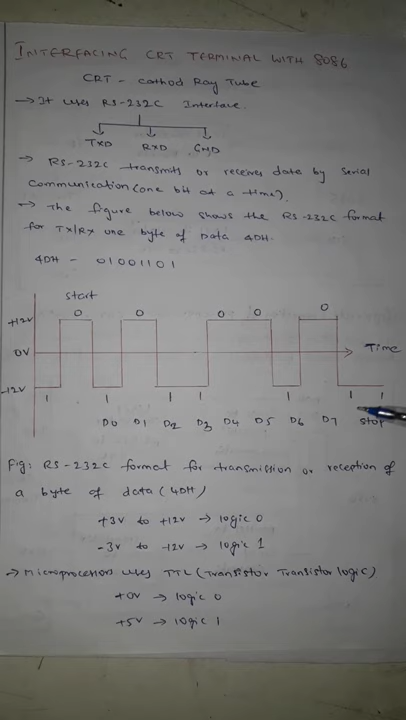 INTERFACING CRT TERMINAL WITH 8086
CRT - Cathod Ray Tube
→ It uses RS-232C Interface.
TXD RXD GND
→ RS-232C transmits or receives data by Serial
Communication (one bit at a time).
→ The figure below shows the RS-232C format
for Tx/Rx one byte of Data 4DH.
4DH - 01001101
start
+12V 0 0 0 0 0
0V Time
-12V 1 1 1 1 1 1 1
D0 D1 D2 D3 D4 D5 D6 D7 stop
Fig: RS-232C format for transmission or reception of
a byte of data (4DH)
+3V to +12V → logic 0
-3V to -12V → logic 1
→ Microprocessors uses TTL (Transistor Transistor logic)
+0V → logic 0
+5V → logic 1